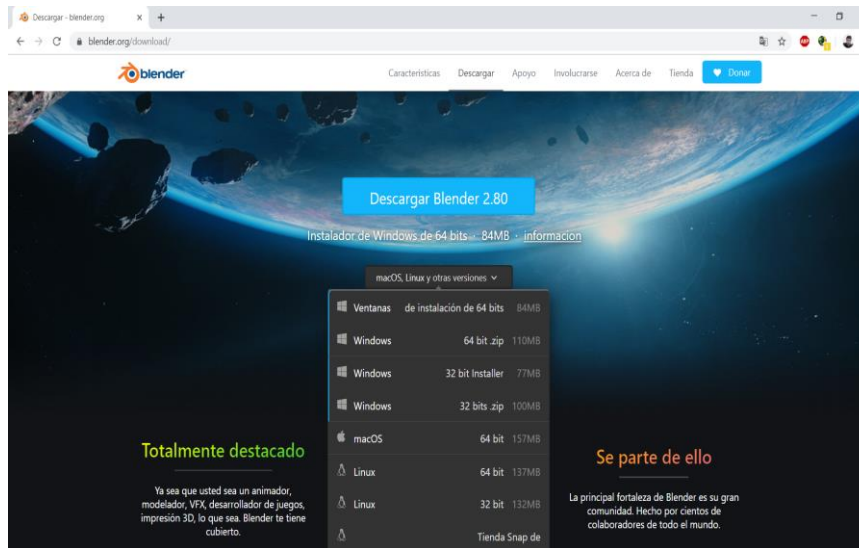 Descargar - blender.org
blender.org/download/
blender
Características Descargar Apoyo Involucrarse Acerca de Tienda Donar
Descargar Blender 2.80
Instalador de Windows de 64 bits · 84MB · informacion
macOS, Linux y otras versiones
Ventanas de instalación de 64 bits 84MB
Windows 64 bit .zip 110MB
Windows 32 bit Installer 77MB
Windows 32 bits .zip 100MB
macOS 64 bit 157MB
Linux 64 bit 137MB
Linux 32 bit 132MB
Tienda Snap de
Totalmente destacado
Ya sea que usted sea un animador,
modelador, VFX, desarrollador de juegos,
impresión 3D, lo que sea. Blender te tiene
cubierto.
Se parte de ello
La principal fortaleza de Blender es su gran
comunidad. Hecho por cientos de
colaboradores de todo el mundo.